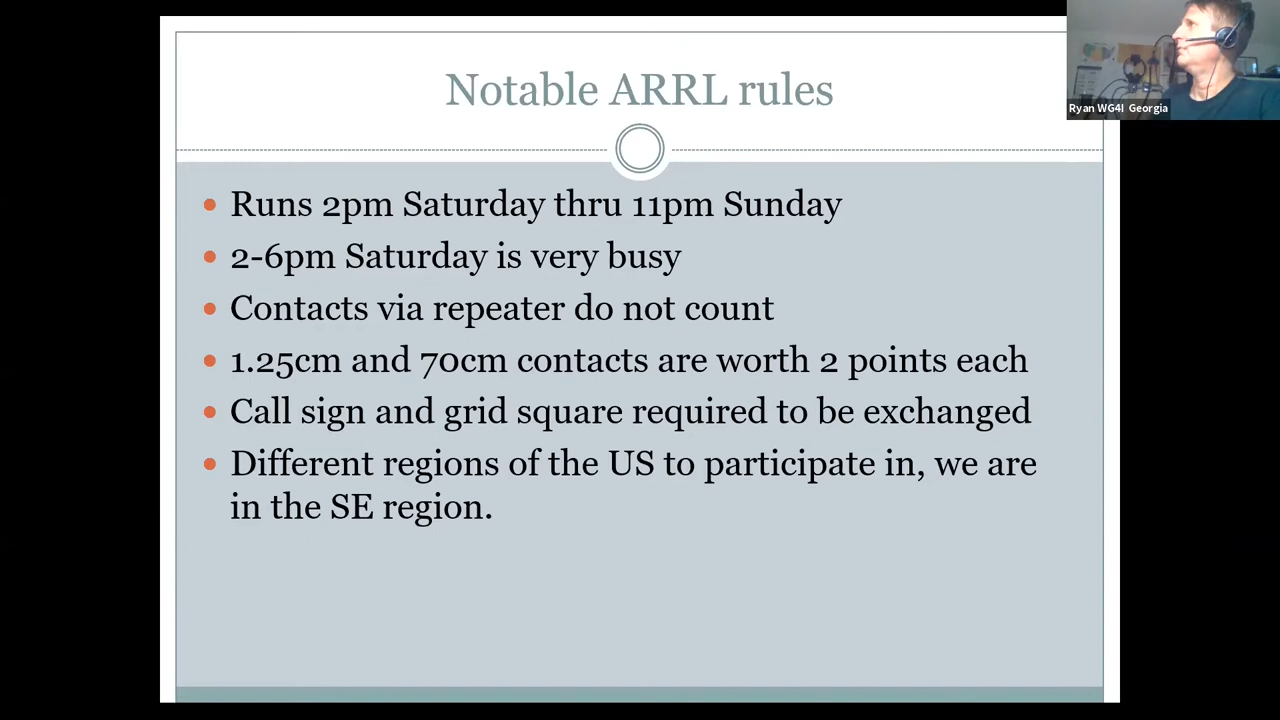 Notable ARRL rules
Ryan WG4I Georgia
Runs 2pm Saturday thru 11pm Sunday
2-6pm Saturday is very busy
Contacts via repeater do not count
1.25cm and 70cm contacts are worth 2 points each
Call sign and grid square required to be exchanged
Different regions of the US to participate in, we are
in the SE region.